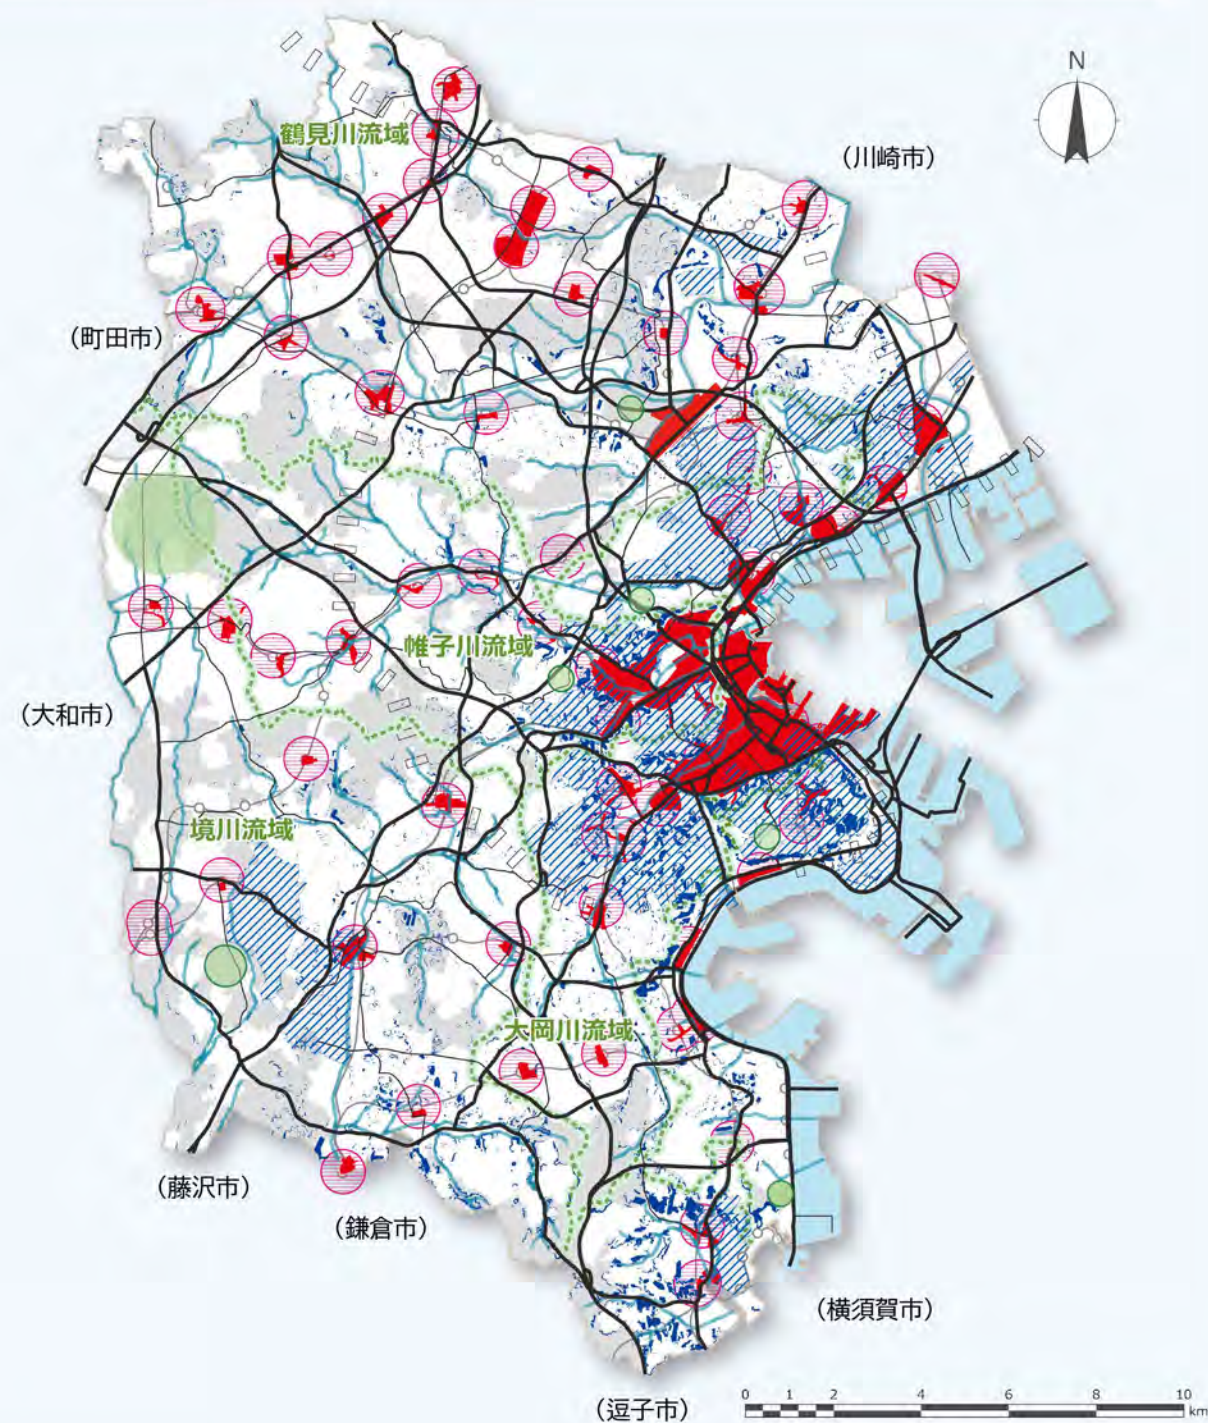 N
鶴見川流域
（川崎市）
（町田市）
帷子川流域
（大和市）
境川流域
大岡川流域
（藤沢市）
（鎌倉市）
（横須賀市）
（逗子市）
0 1 2 4 6 8 10
km